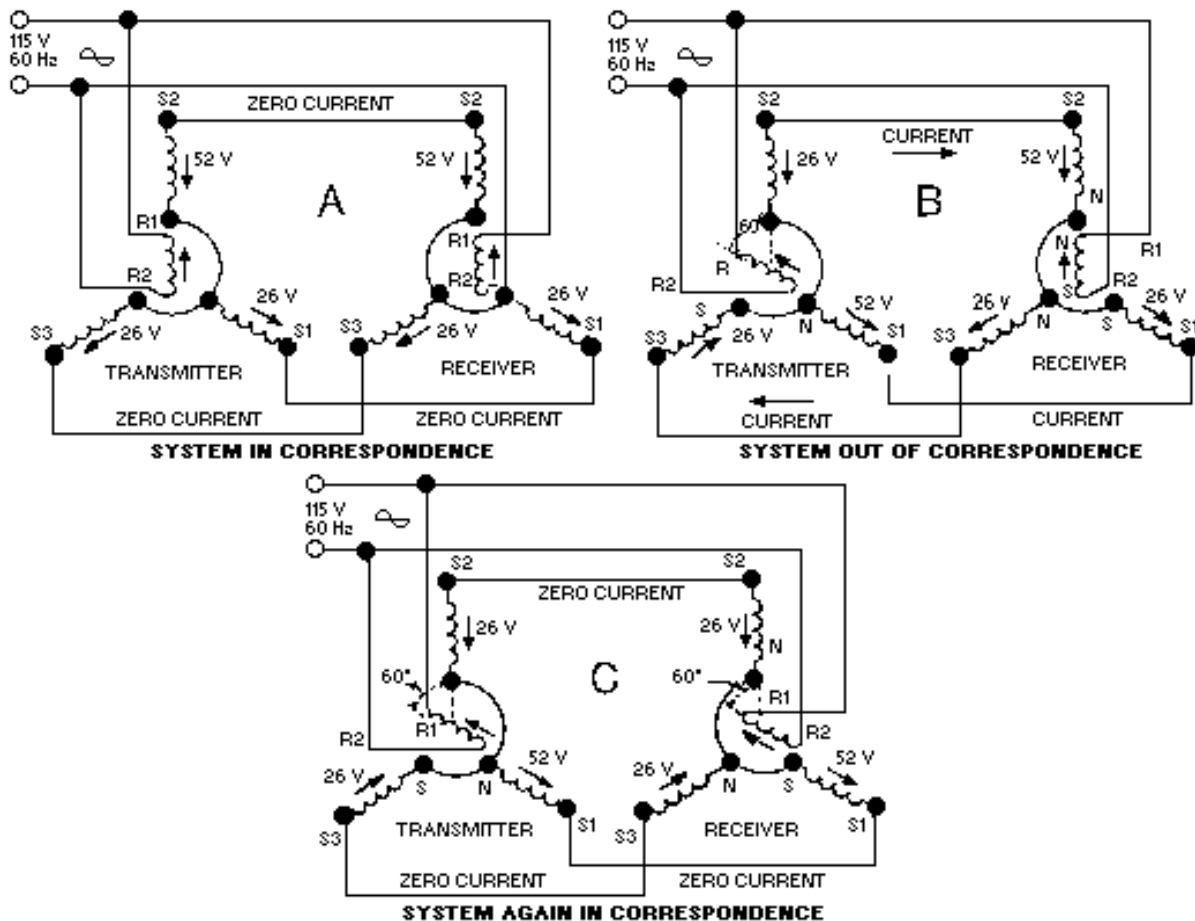 115 V
60 Hz
S2
ZERO CURRENT
S2
52 V
52 V
A
R1
R1
R2
R2
26 V
26 V
S3
26 V
S1
S3
26 V
S1
TRANSMITTER
RECEIVER
ZERO CURRENT
ZERO CURRENT
SYSTEM IN CORRESPONDENCE
115 V
60 Hz
S2
S2
CURRENT
26 V
52 V
B
N
60°
N
R1
R
S
R2
R2
S
52 V
26 V
N
N
S
S3
26 V
S1
S3
S1
TRANSMITTER
RECEIVER
CURRENT
CURRENT
SYSTEM OUT OF CORRESPONDENCE
115 V
60 Hz
S2
S2
ZERO CURRENT
26 V
26 V
N
60°
C
60°
R1
R1
R2
R2
26 V
52 V
26 V
52 V
S
N
N
S
S3
TRANSMITTER
S1
S3
RECEIVER
S1
ZERO CURRENT
ZERO CURRENT
SYSTEM AGAIN IN CORRESPONDENCE